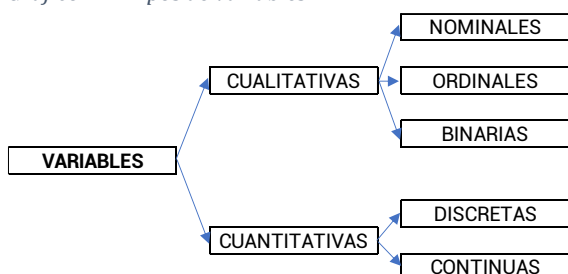 NOMINALES
CUALITATIVAS
ORDINALES
BINARIAS
VARIABLES
DISCRETAS
CUANTITATIVAS
CONTINUAS